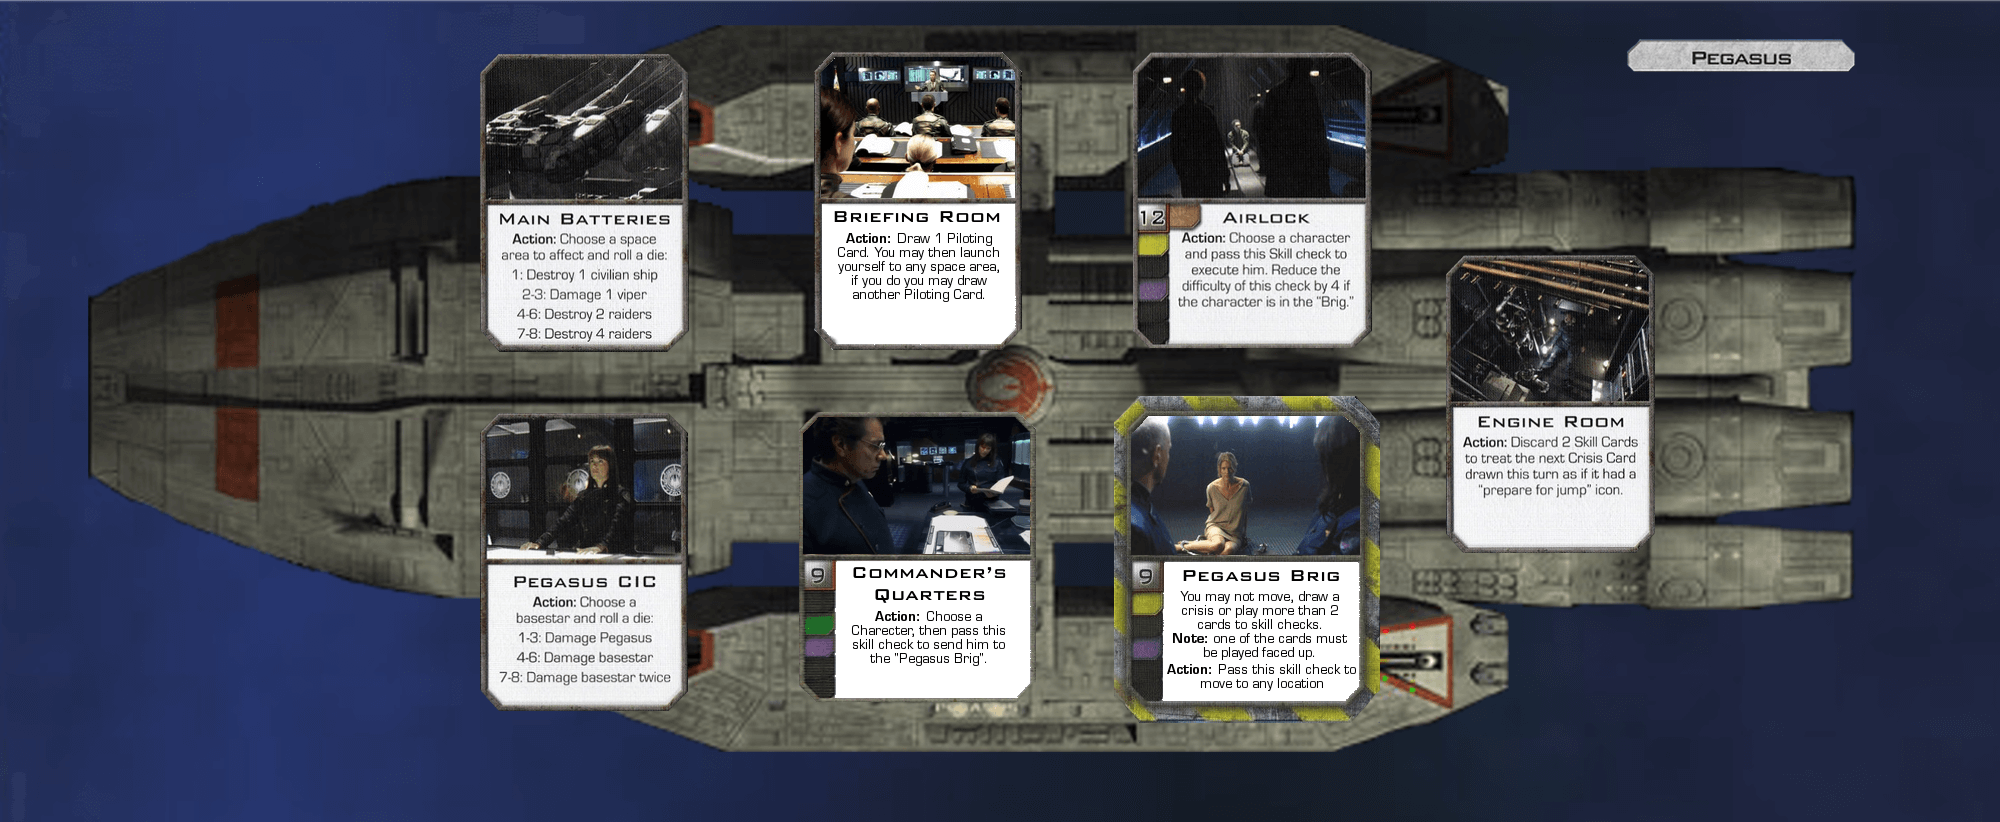 PEGASUS
MAIN BATTERIES
Action: Choose a space
area to affect and roll a die:
1: Destroy 1 civilian ship
2-3: Damage 1 viper
4-6: Destroy 2 raiders
7-8: Destroy 4 raiders
BRIEFING ROOM
Action: Draw 1 Piloting
Card. You may then launch
yourself to any space area,
if you do you may draw
another Piloting Card.
12
AIRLOCK
Action: Choose a character
and pass this Skill check to
execute him. Reduce the
difficulty of this check by 4 if
the character is in the "Brig."
ENGINE ROOM
Action: Discard 2 Skill Cards
to treat the next Crisis Card
drawn this turn as if it had a
"prepare for jump" icon.
PEGASUS CIC
Action: Choose a
basestar and roll a die:
1-3: Damage Pegasus
4-6: Damage basestar
7-8: Damage basestar twice
9
COMMANDER'S
QUARTERS
Action: Choose a
Charecter, then pass this
skill check to send him to
the "Pegasus Brig".
9
PEGASUS BRIG
You may not move, draw a
crisis or play more than 2
cards to skill checks.
Note: one of the cards must
be played faced up.
Action: Pass this skill check to
move to any location
PEGASUS